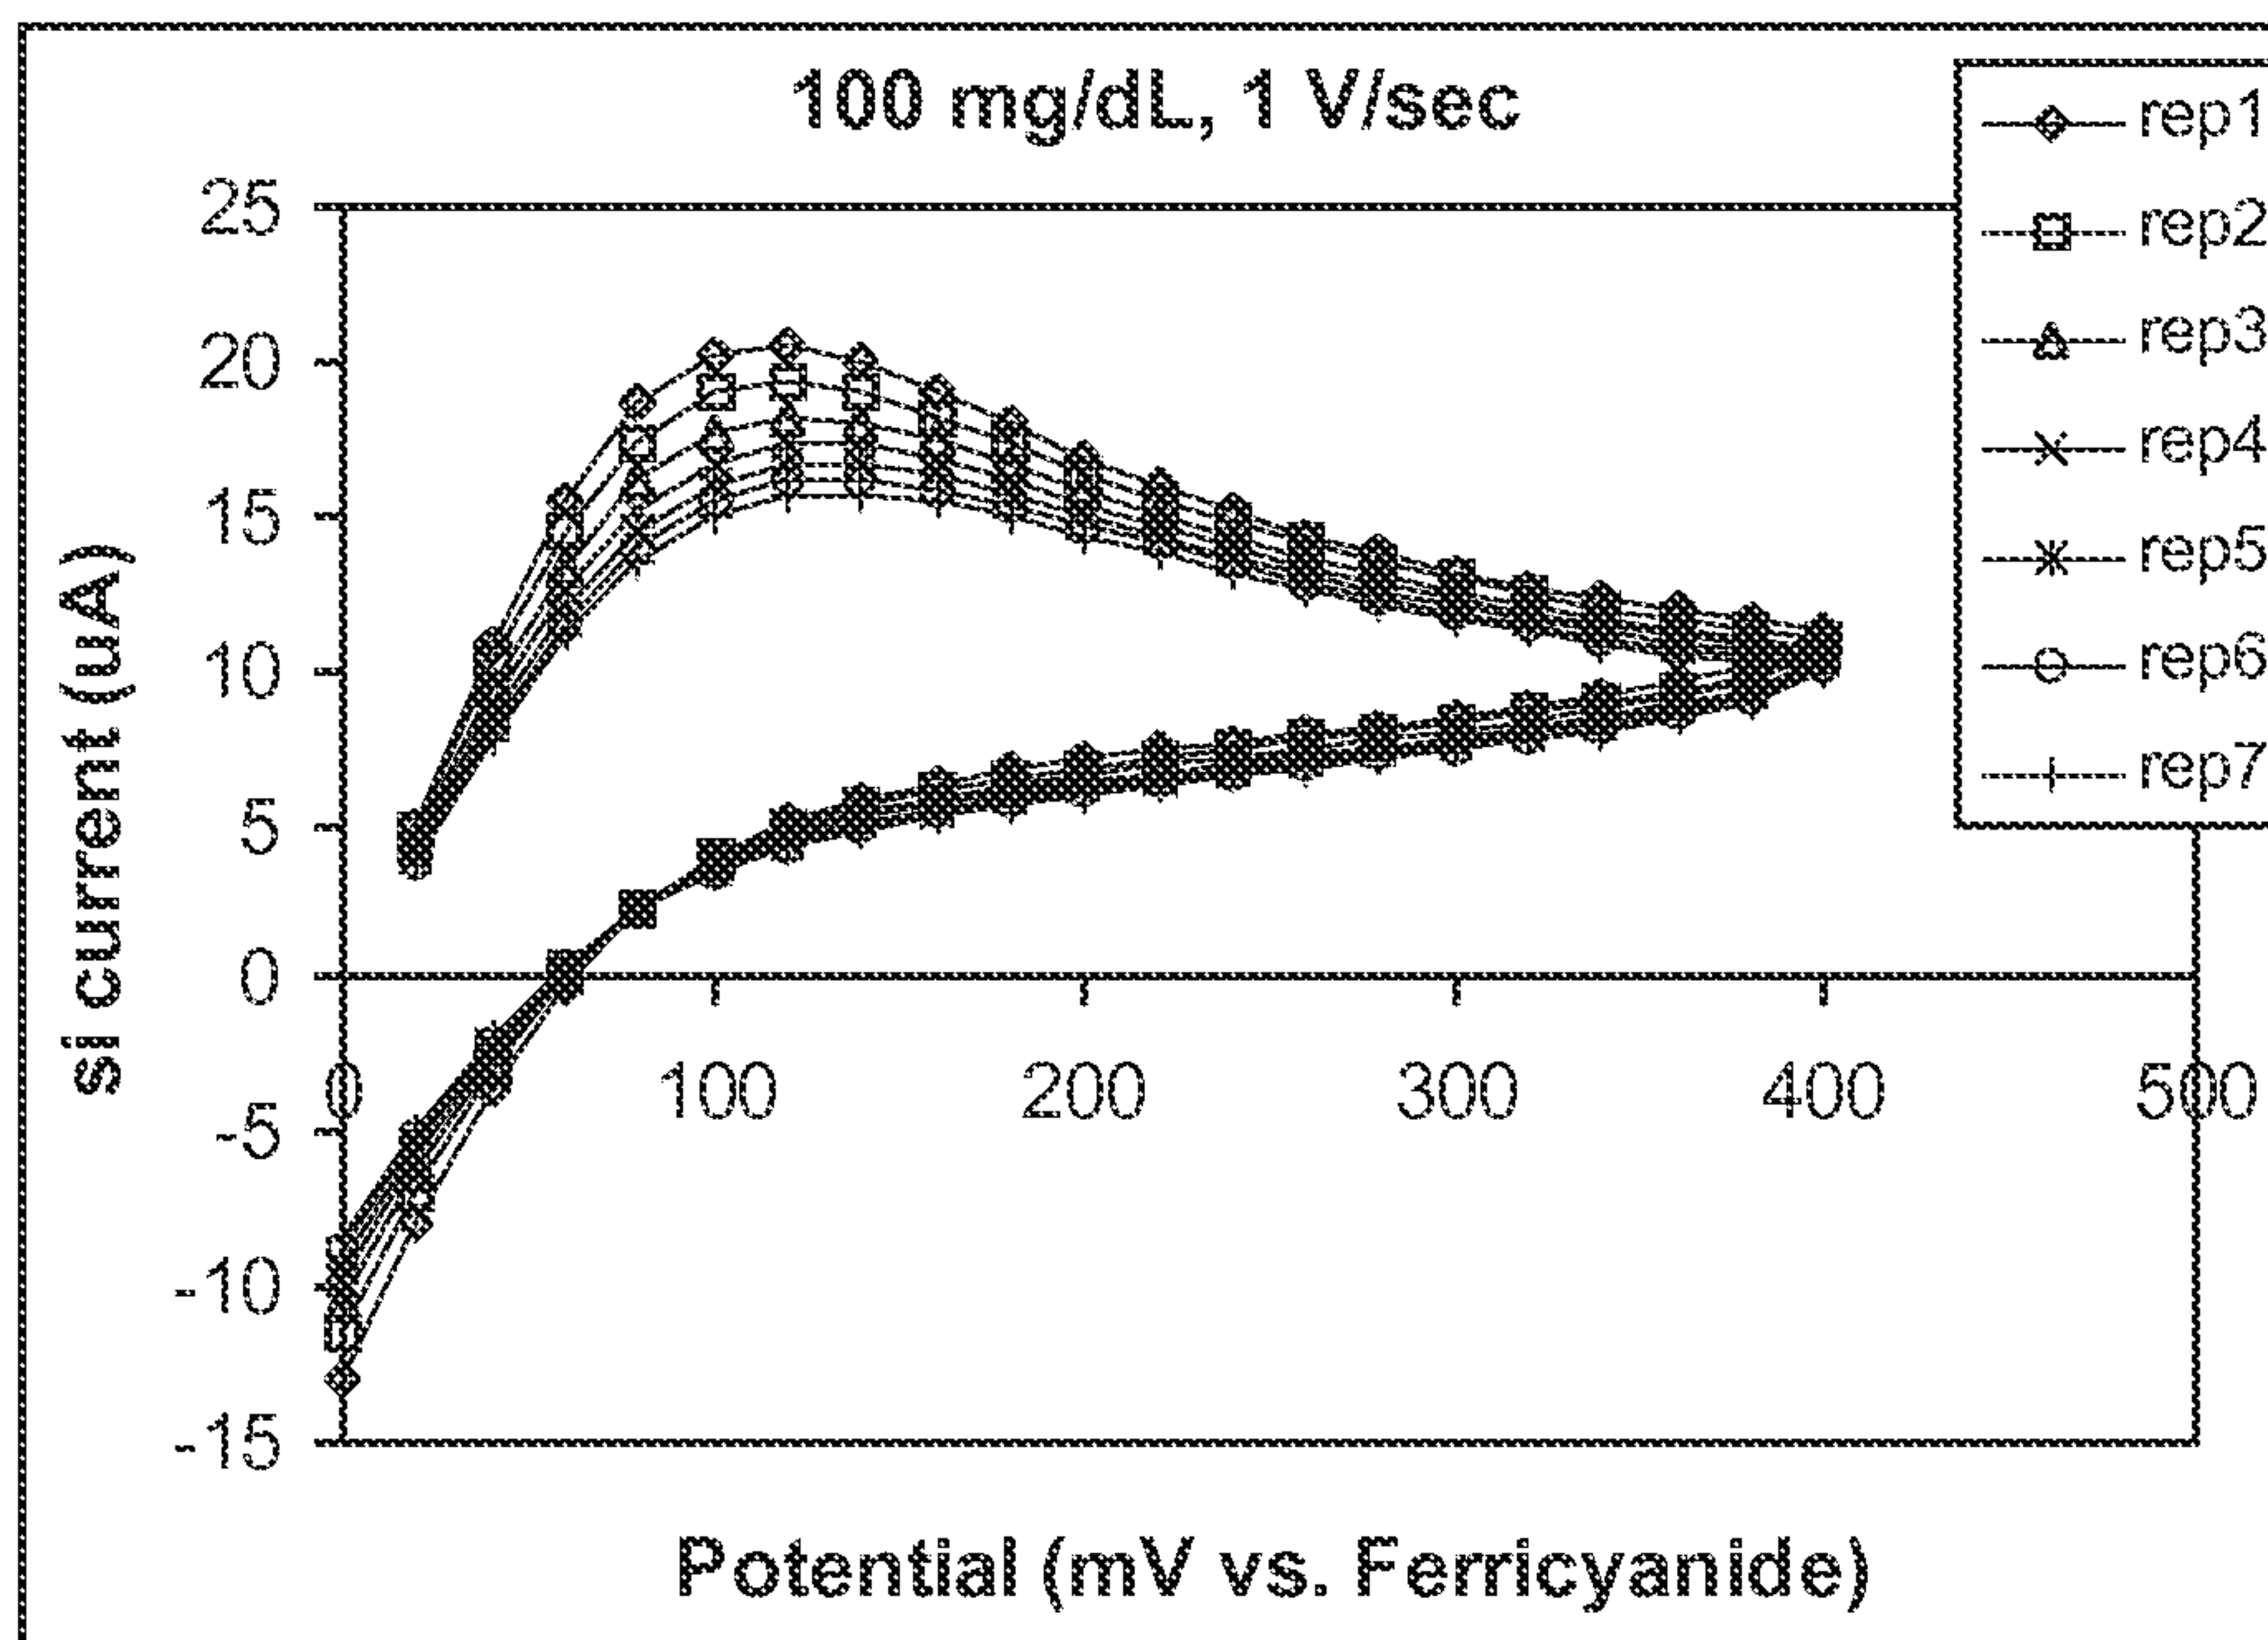 100 mg/dL, 1 V/sec
rep1
rep2
rep3
rep4
rep5
rep6
rep7
25
20
15
10
5
0
-5
-10
-15
si current (uA)
0 100 200 300 400 500
Potential (mV vs. Ferricyanide)